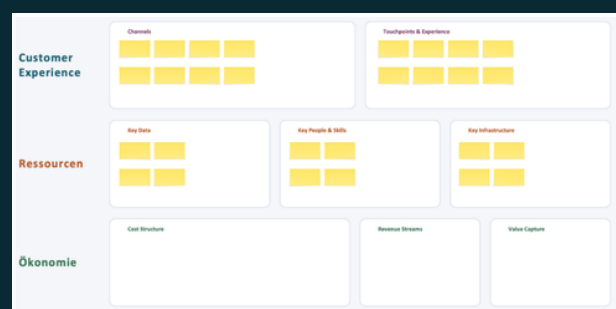 Channels
Touchpoints & Experience
Customer
Experience
Key Data
Key People & Skills
Key Infrastructure
Ressourcen
Cost Structure
Revenue Streams
Value Capture
Ökonomie